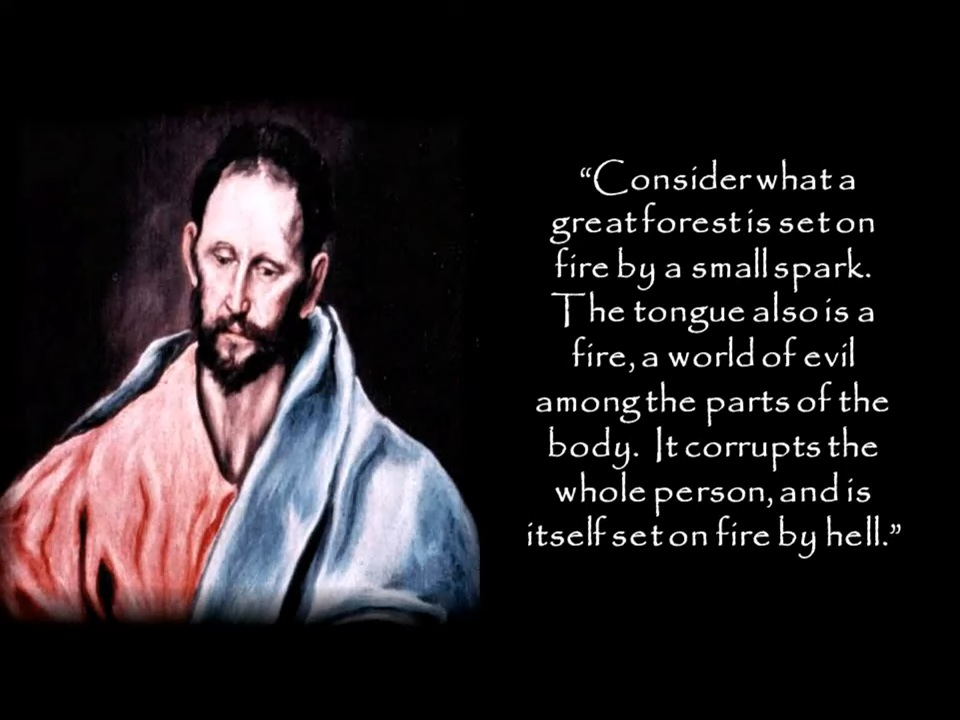 “Consider what a
great forest is set on
fire by a small spark.
The tongue also is a
fire, a world of evil
among the parts of the
body.  It corrupts the
whole person, and is
itself set on fire by hell.”